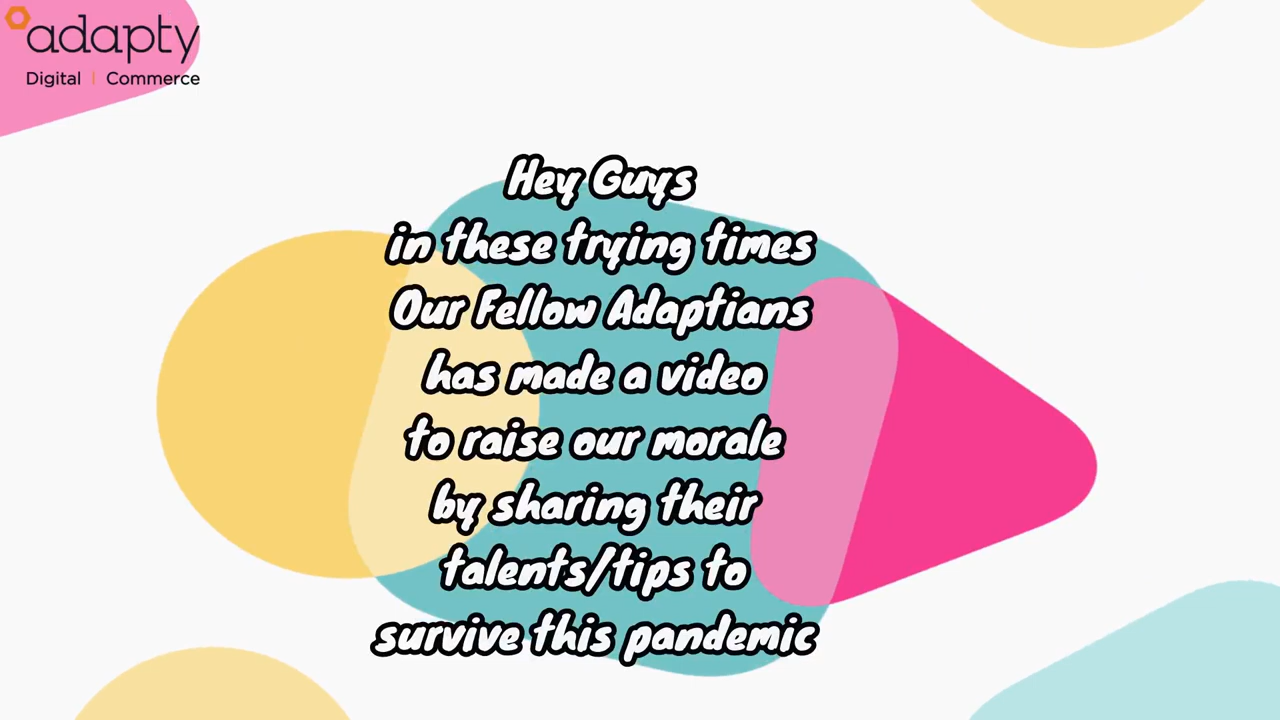 adapty
Digital | Commerce
Hey Guys
in these trying times
Our Fellow Adaptians
has made a video
to raise our morale
by sharing their
talents/tips to
survive this pandemic